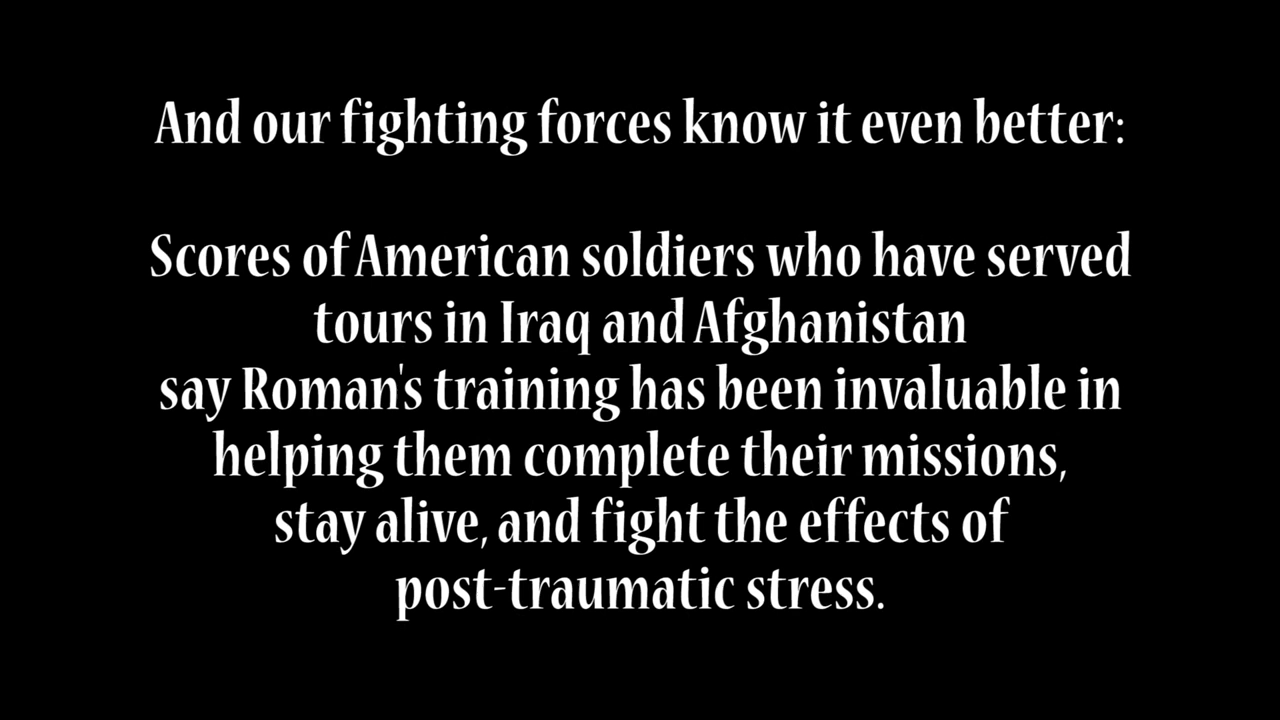 And our fighting forces know it even better:
Scores of American soldiers who have served
tours in Iraq and Afghanistan
say Roman's training has been invaluable in
helping them complete their missions,
stay alive, and fight the effects of
post-traumatic stress.